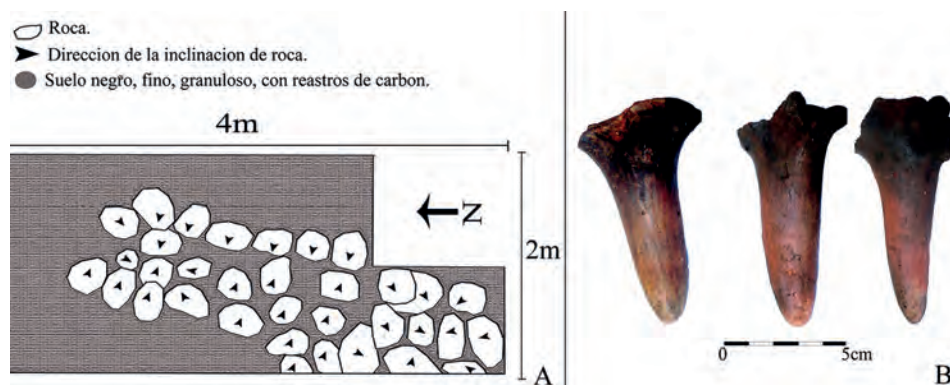 Roca.
Direccion de la inclinacion de roca.
Suelo negro, fino, granuloso, con reastros de carbon.
4m
N
2m
A
0 5cm
B